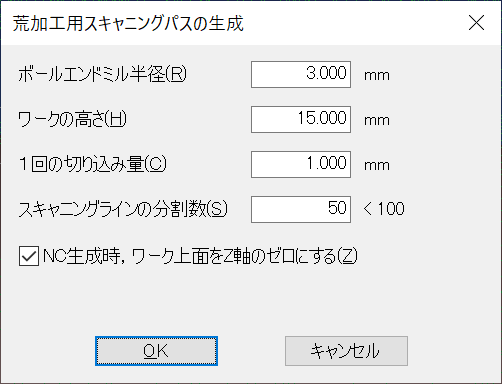 荒加工用スキャニングパスの生成
ボールエンドミル半径(R) 3.000 mm
ワークの高さ(H) 15.000 mm
１回の切り込み量(C) 1.000 mm
スキャニングラインの分割数(S) 50 < 100
NC生成時，ワーク上面をZ軸のゼロにする(Z)
OK キャンセル